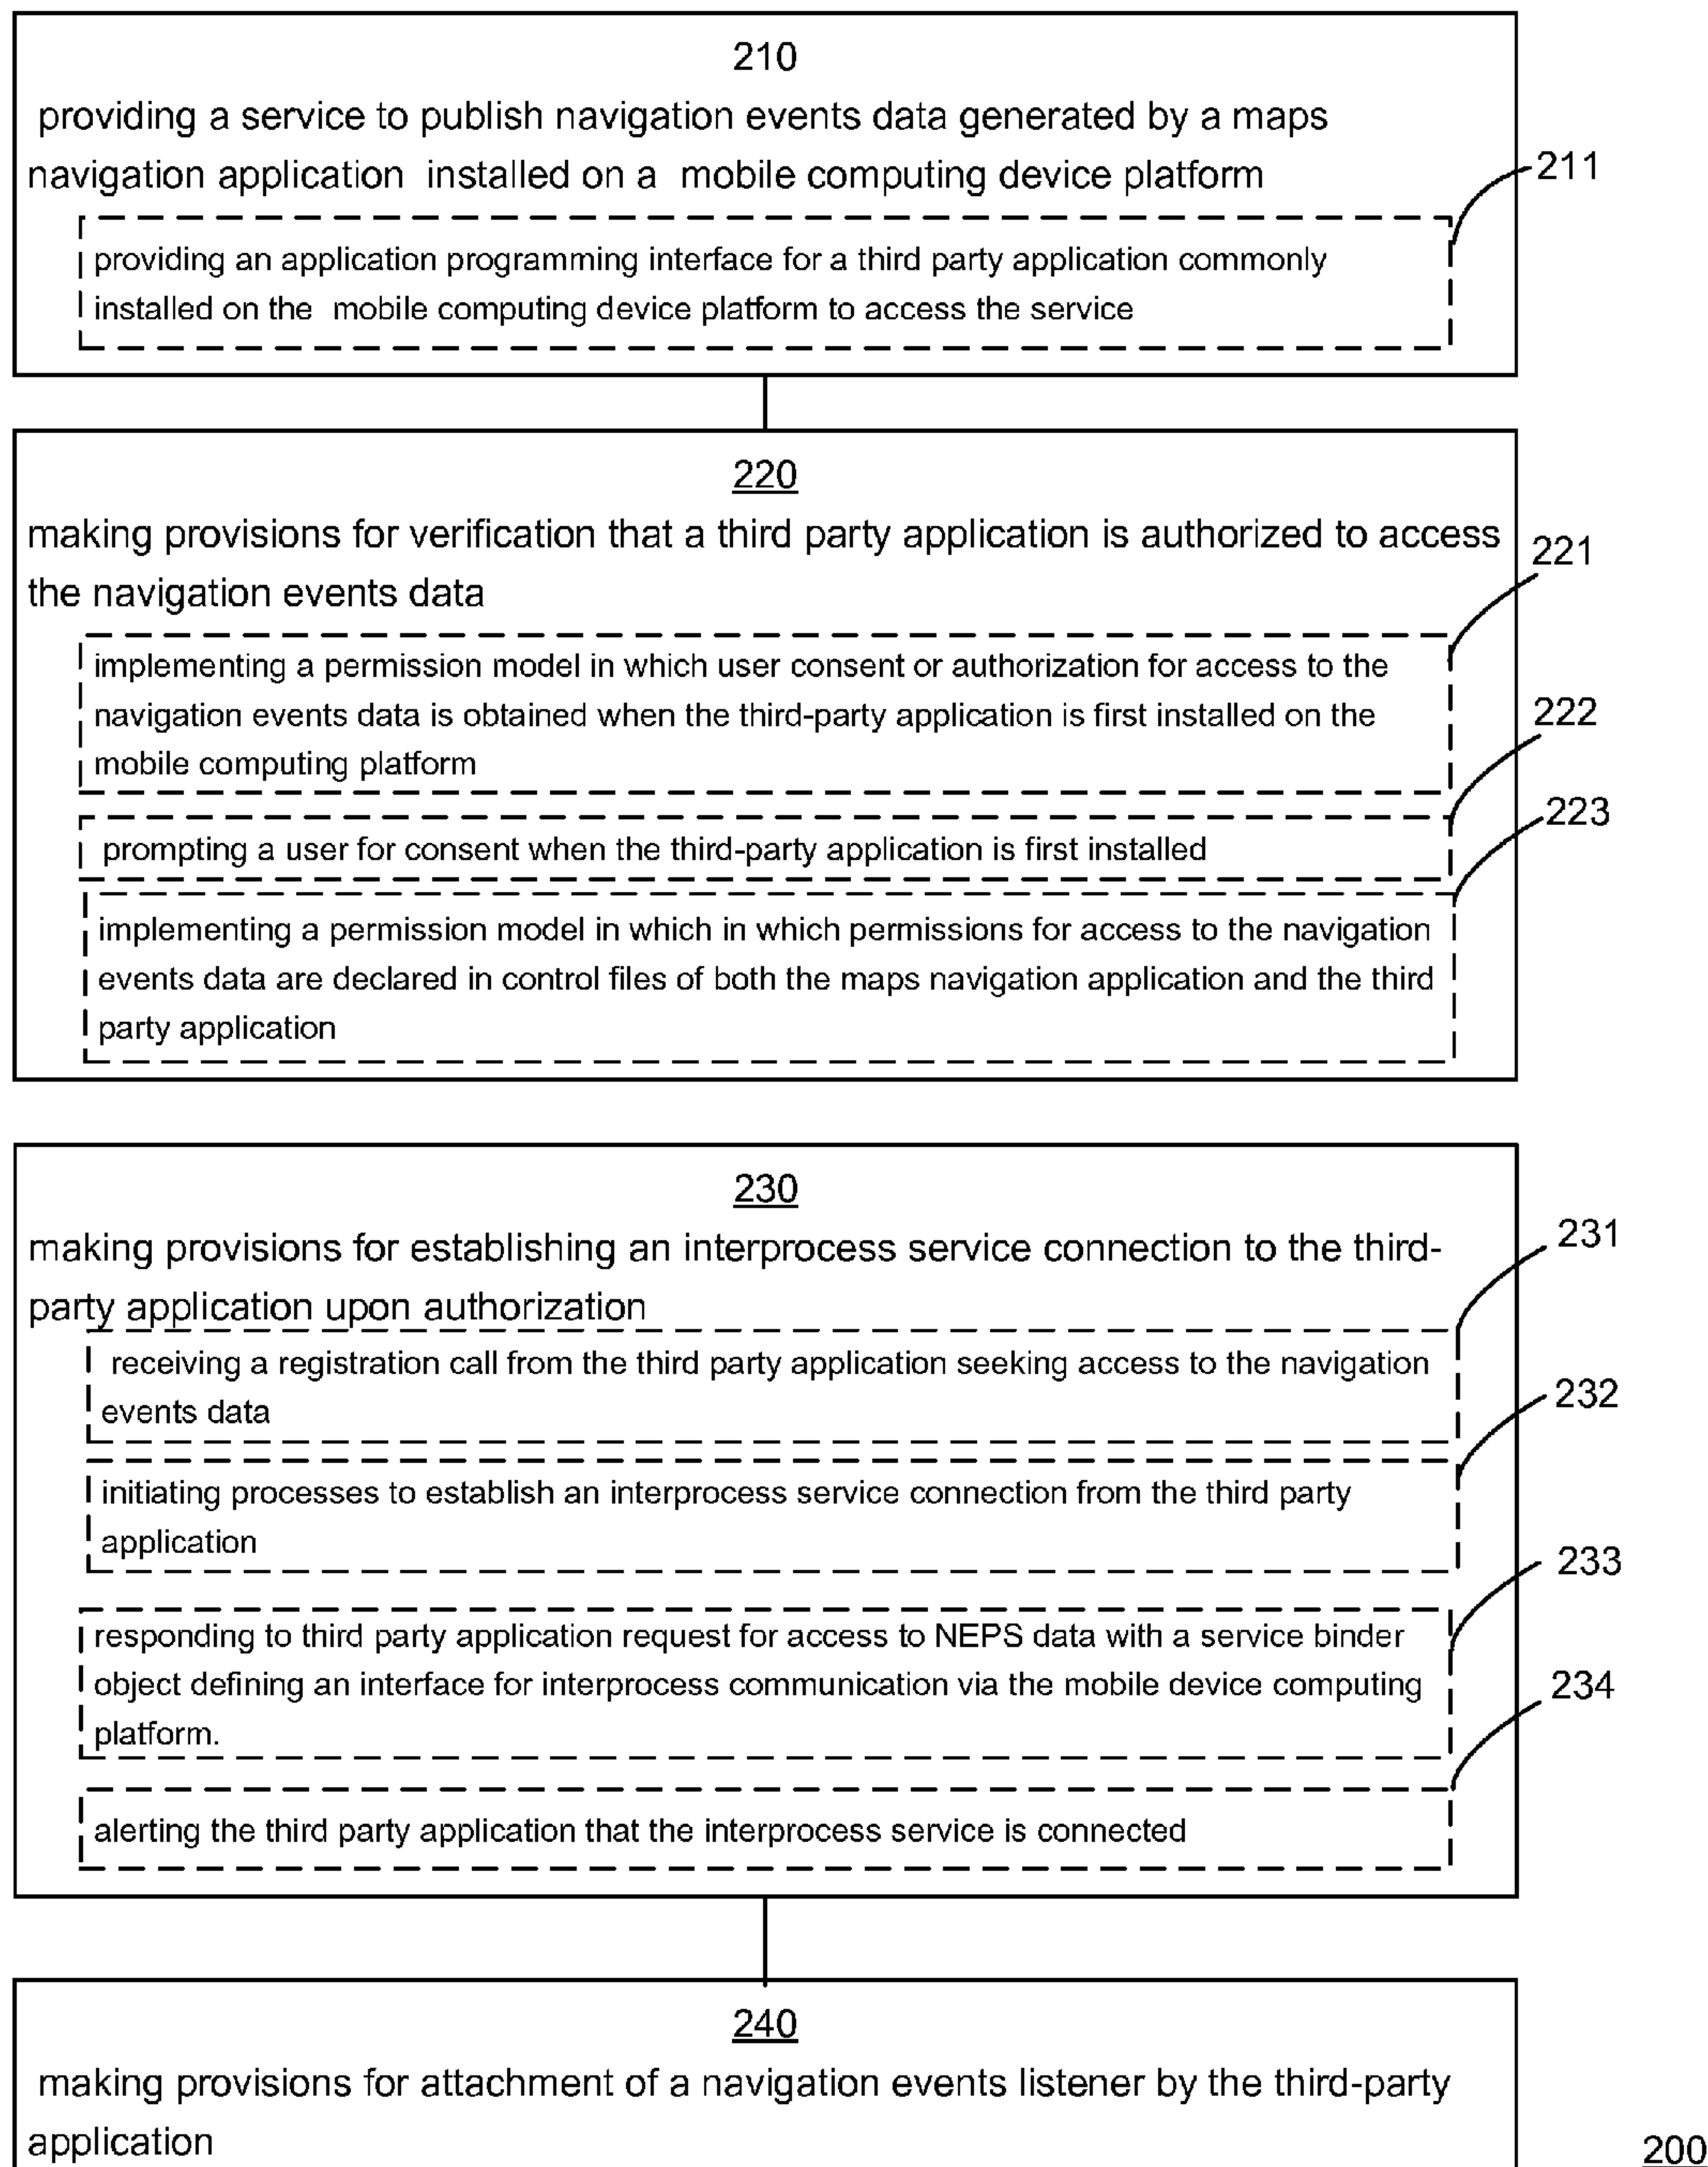 210
providing a service to publish navigation events data generated by a maps
navigation application installed on a mobile computing device platform
211
providing an application programming interface for a third party application commonly
installed on the mobile computing device platform to access the service
220
making provisions for verification that a third party application is authorized to access
the navigation events data
221
implementing a permission model in which user consent or authorization for access to the
navigation events data is obtained when the third-party application is first installed on the
mobile computing platform
222
prompting a user for consent when the third-party application is first installed
223
implementing a permission model in which in which permissions for access to the navigation
events data are declared in control files of both the maps navigation application and the third
party application
230
making provisions for establishing an interprocess service connection to the third-
party application upon authorization
231
receiving a registration call from the third party application seeking access to the navigation
events data
232
initiating processes to establish an interprocess service connection from the third party
application
233
responding to third party application request for access to NEPS data with a service binder
object defining an interface for interprocess communication via the mobile device computing
platform.
234
alerting the third party application that the interprocess service is connected
240
making provisions for attachment of a navigation events listener by the third-party
application
200